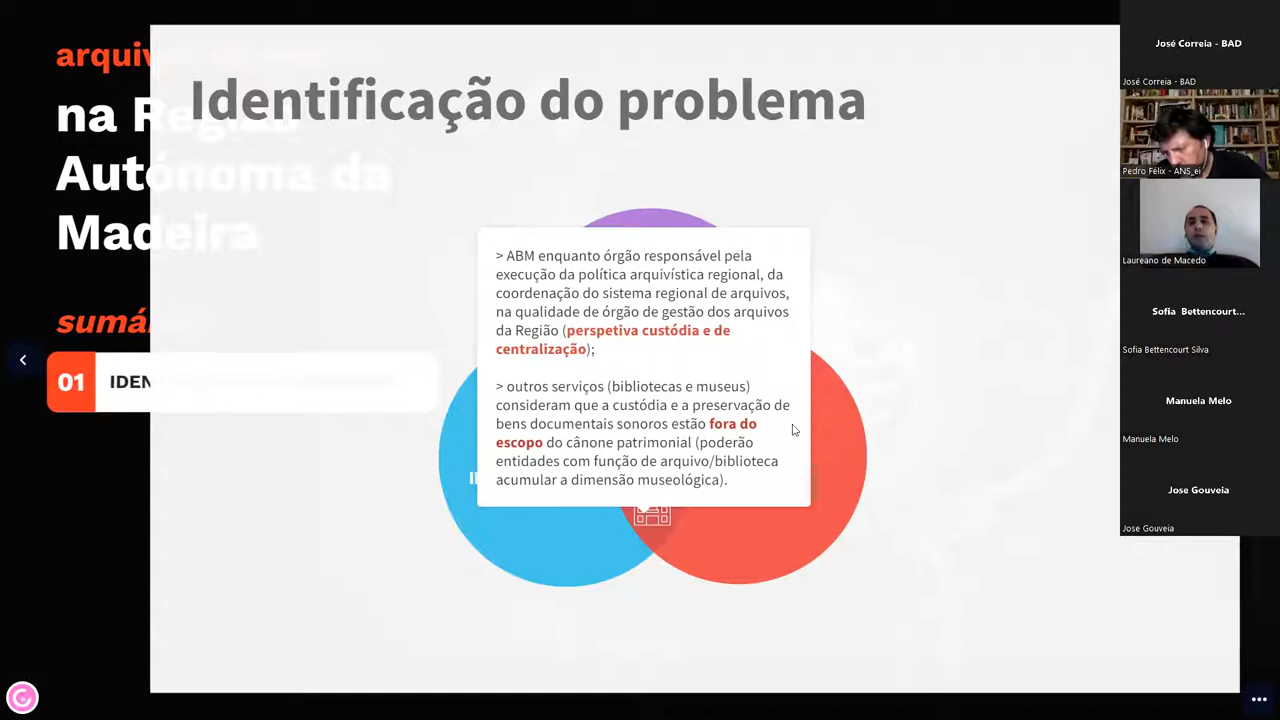 arquiv
na Região
Autónoma da
Madeira
sumá
01 IDEN
Identificação do problema
> ABM enquanto órgão responsável pela
execução da política arquivística regional, da
coordenação do sistema regional de arquivos,
na qualidade de órgão de gestão dos arquivos
da Região (perspetiva custódia e de
centralização);
> outros serviços (bibliotecas e museus)
consideram que a custódia e a preservação de
bens documentais sonoros estão fora do
escopo do cânone patrimonial (poderão
entidades com função de arquivo/biblioteca
acumular a dimensão museológica).
José Correia - BAD
José Correia - BAD
Pedro Félix - ANS_ei
Laureano de Macedo
Sofia Bettencourt...
Sofia Bettencourt Silva
Manuela Melo
Manuela Melo
Jose Gouveia
Jose Gouveia